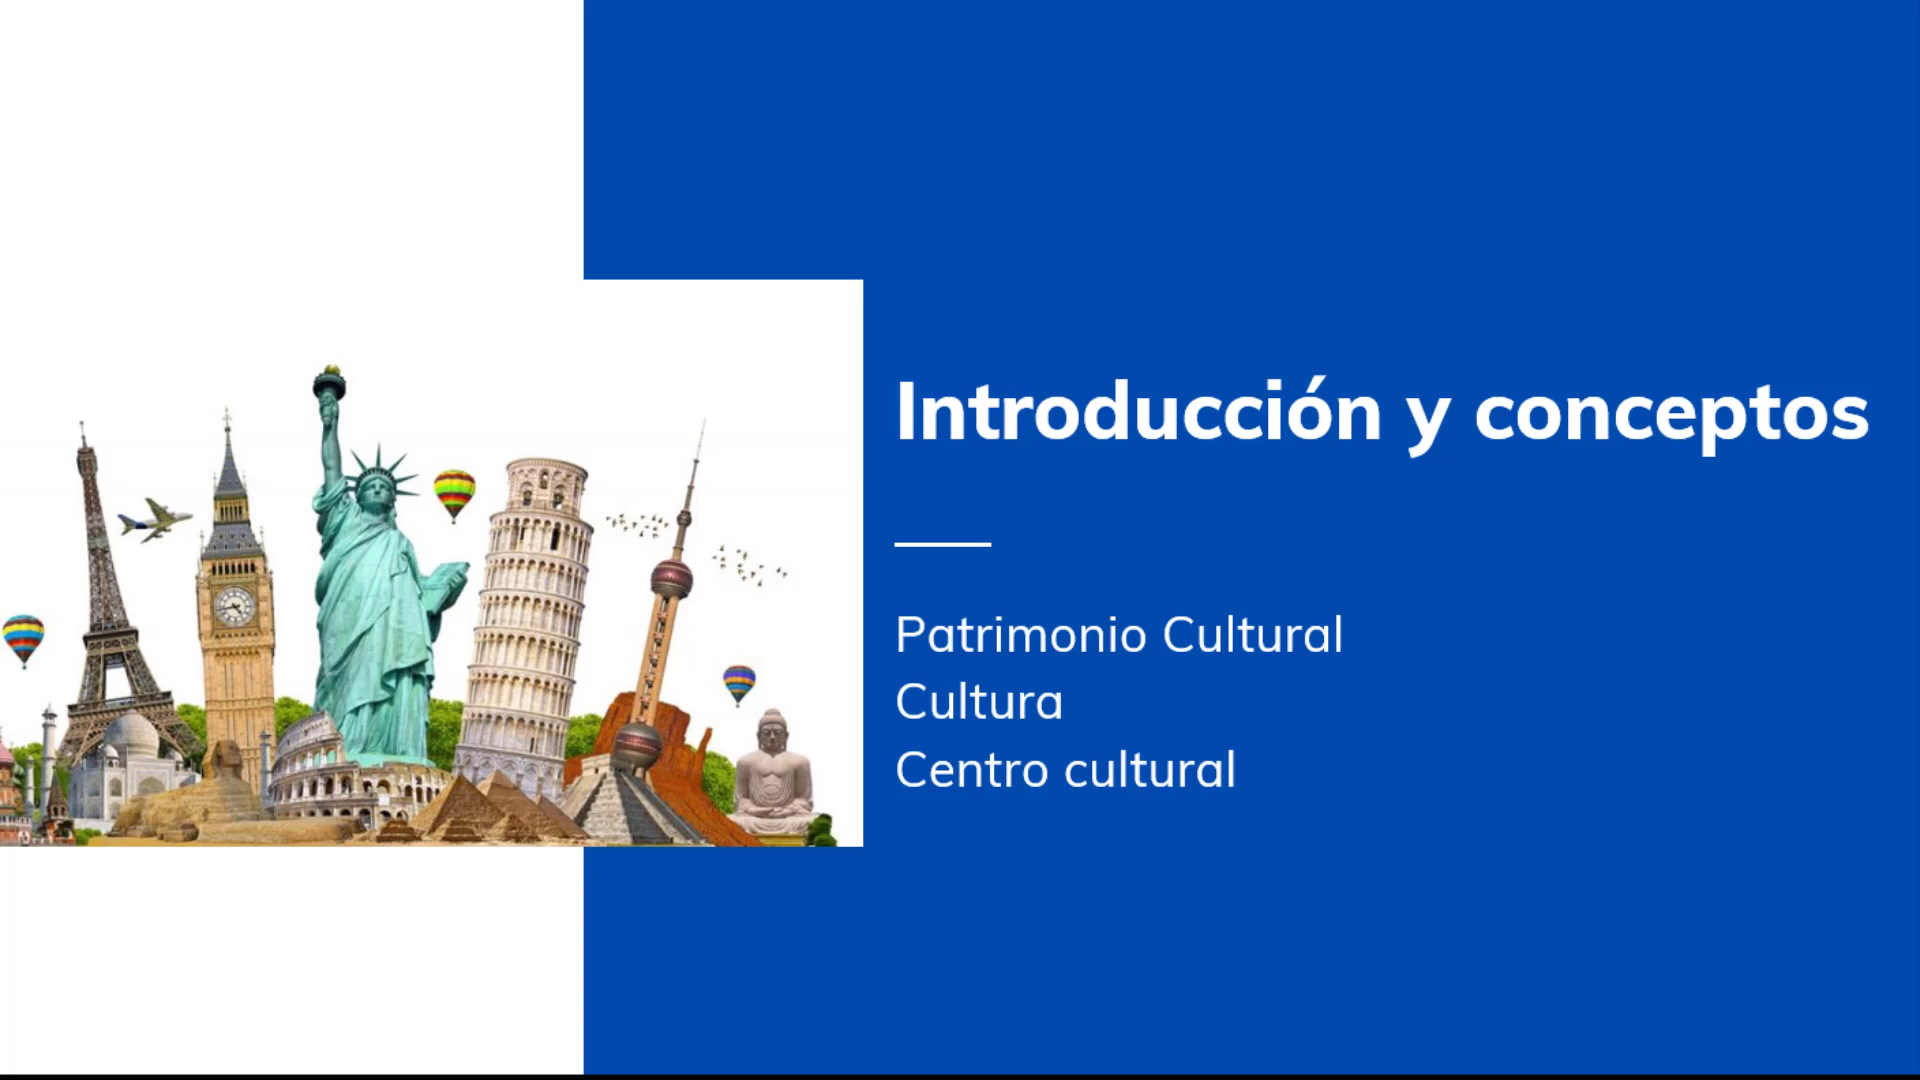 Introducción y conceptos
Patrimonio Cultural
Cultura
Centro cultural